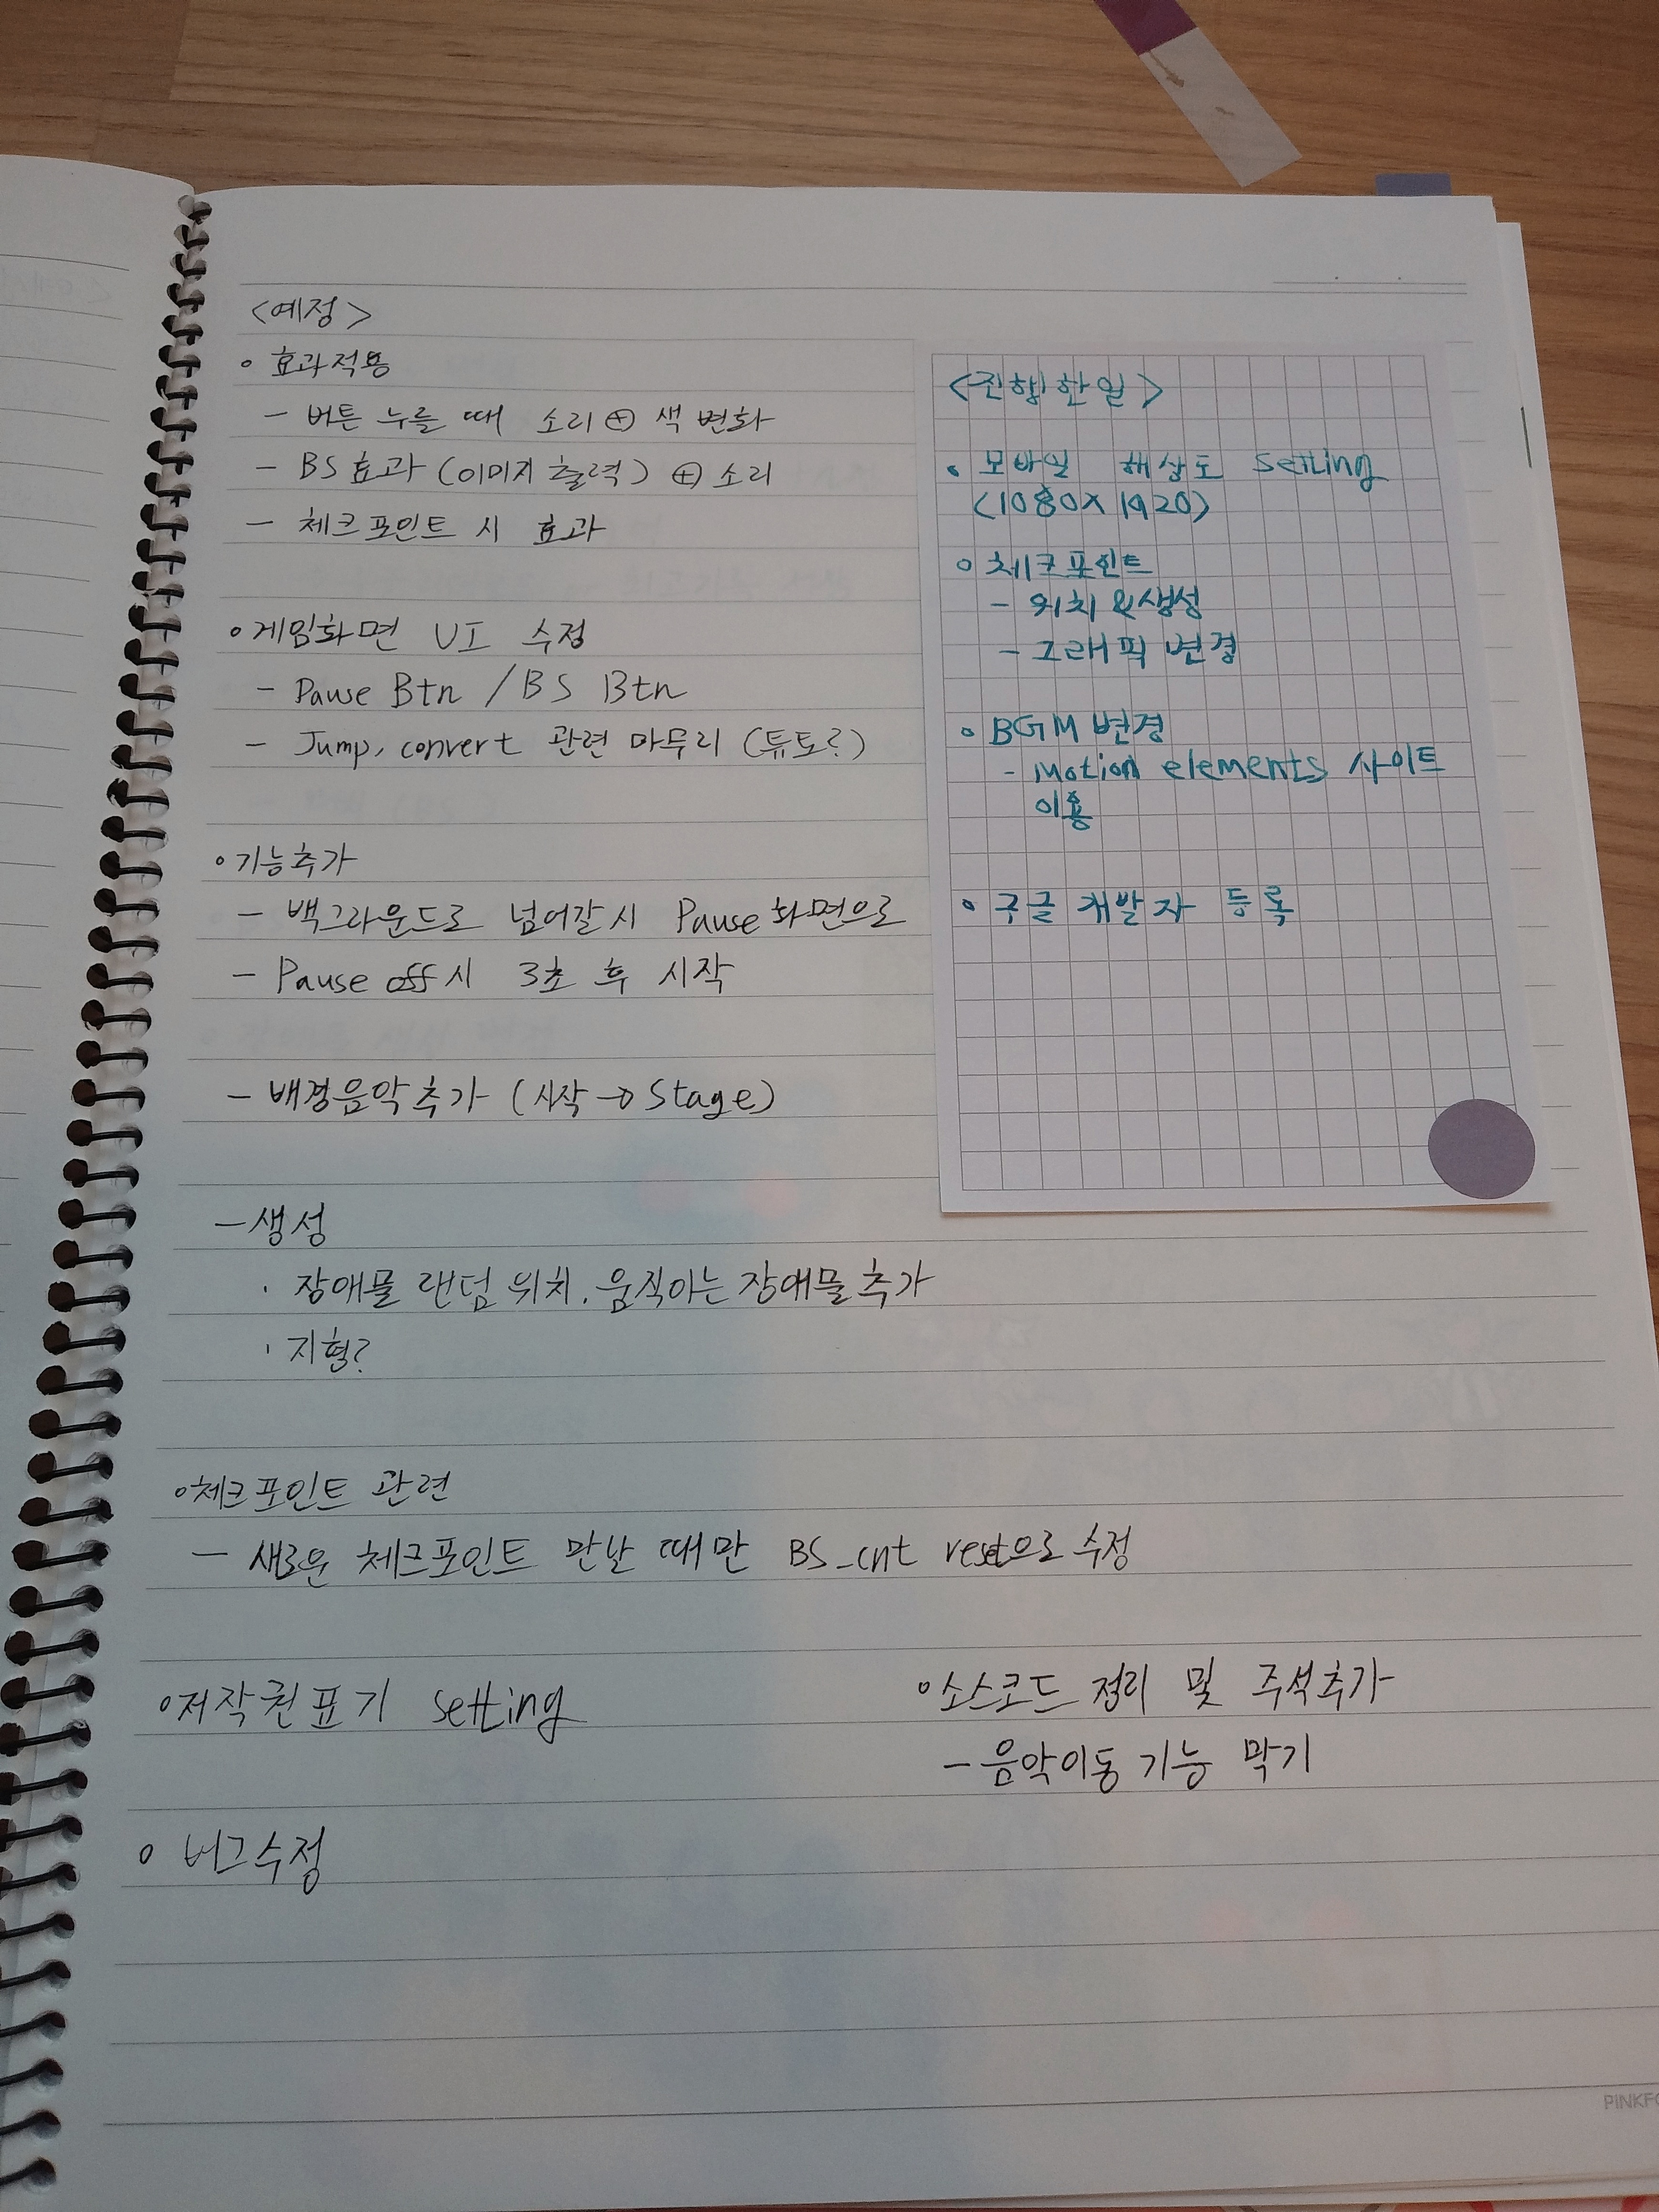 <예정>
◦ 효과적용
- 버튼 누를 때 소리 ⊕ 색 변화
- BS효과 (이미지 출력) ⊕ 소리
- 체크포인트 시 효과
◦ 게임화면 UI 수정
- Pause Btn / BS Btn
- Jump, convert 관련 마무리 (튜토?)
◦ 기능추가
- 백그라운드로 넘어갈 시 Pause 화면으로
- Pause off시 3초 후 시작
- 배경음악 추가 (시작 → Stage)
- 생성
· 장애물 랜덤 위치. 움직이는 장애물 추가
· 지형?
◦ 체크포인트 관련
- 새로운 체크포인트 만날 때만 BS_cnt reset으로 수정
◦ 저작권표기 setting
◦ 소스코드 정리 및 주석추가
- 음악이동 기능 막기
◦ 버그수정
<진행한일>
• 모바일 해상도 setting
(1080x1920)
◦ 체크포인트
- 위치 & 생성
- 그래픽 변경
◦ BGM 변경
- Motion elements 사이트
이용
• 구글 개발자 등록